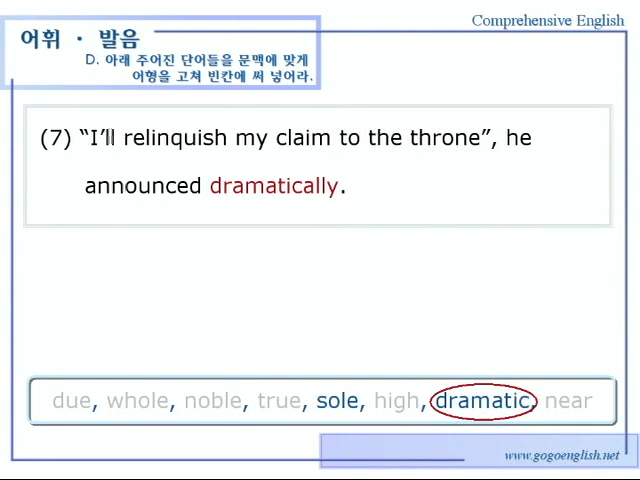 Comprehensive English
어휘 · 발음
D. 아래 주어진 단어들을 문맥에 맞게
어형을 고쳐 빈칸에 써 넣어라.
(7) “I’ll relinquish my claim to the throne”, he
announced dramatically.
due, whole, noble, true, sole, high, dramatic, near
www.gogoenglish.net